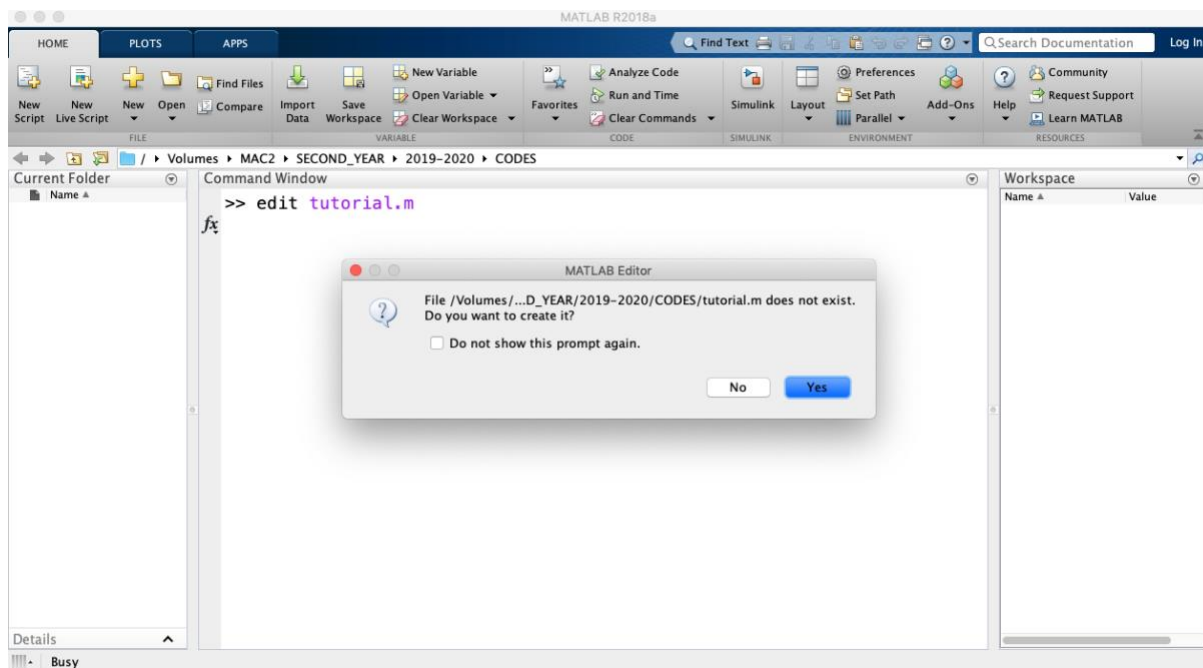 MATLAB R2018a
HOME PLOTS APPS Find Text Search Documentation Log In
New Script New Live Script New Open Find Files Compare Import Data Save Workspace New Variable Open Variable Clear Workspace Favorites Analyze Code Run and Time Clear Commands Simulink Layout Preferences Set Path Parallel Add-Ons Help Community Request Support Learn MATLAB
FILE VARIABLE CODE SIMULINK ENVIRONMENT RESOURCES
/ Volumes MAC2 SECOND_YEAR 2019-2020 CODES
Current Folder Command Window Workspace
Name Name Value
>> edit tutorial.m
fx
MATLAB Editor
File /Volumes/...D_YEAR/2019-2020/CODES/tutorial.m does not exist.
Do you want to create it?
Do not show this prompt again.
No Yes
Details
Busy